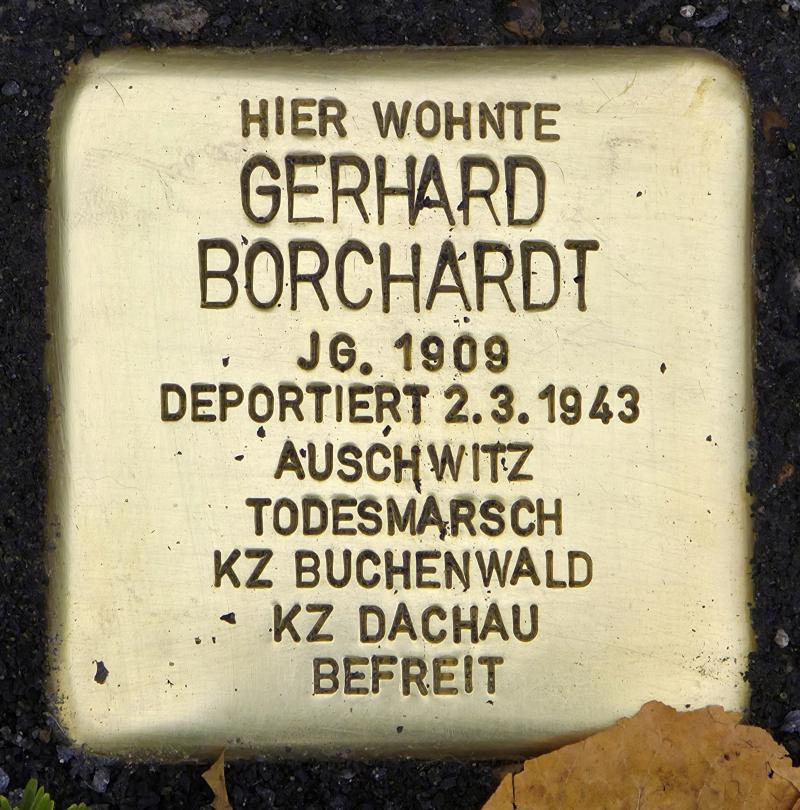 HIER WOHNTE
GERHARD
BORCHARDT
JG. 1909
DEPORTIERT 2.3.1943
AUSCHWITZ
TODESMARSCH
KZ BUCHENWALD
KZ DACHAU
BEFREIT